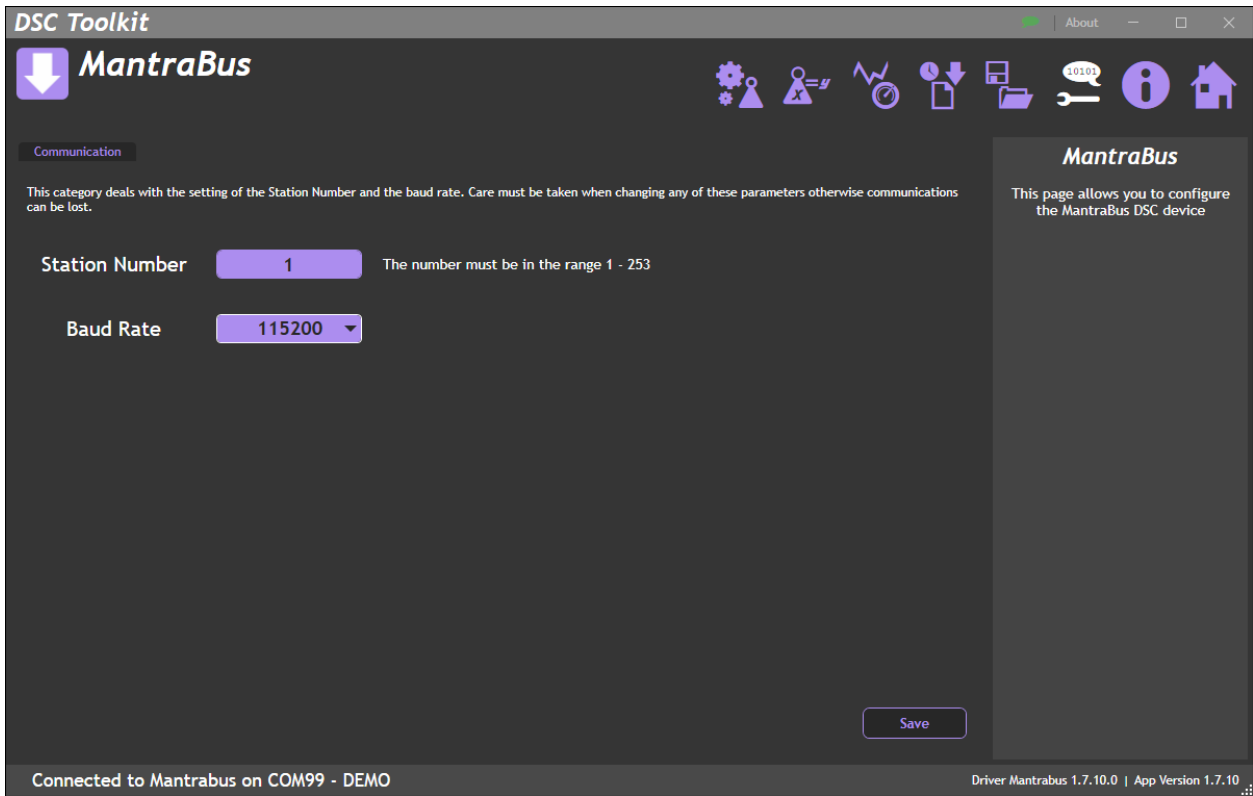 DSC Toolkit
About
MantraBus
x
=y
10101
i
Communication
This category deals with the setting of the Station Number and the baud rate. Care must be taken when changing any of these parameters otherwise communications
can be lost.
Station Number
1
The number must be in the range 1 - 253
Baud Rate
115200
MantraBus
This page allows you to configure
the MantraBus DSC device
Save
Connected to Mantrabus on COM99 - DEMO
Driver Mantrabus 1.7.10.0 | App Version 1.7.10